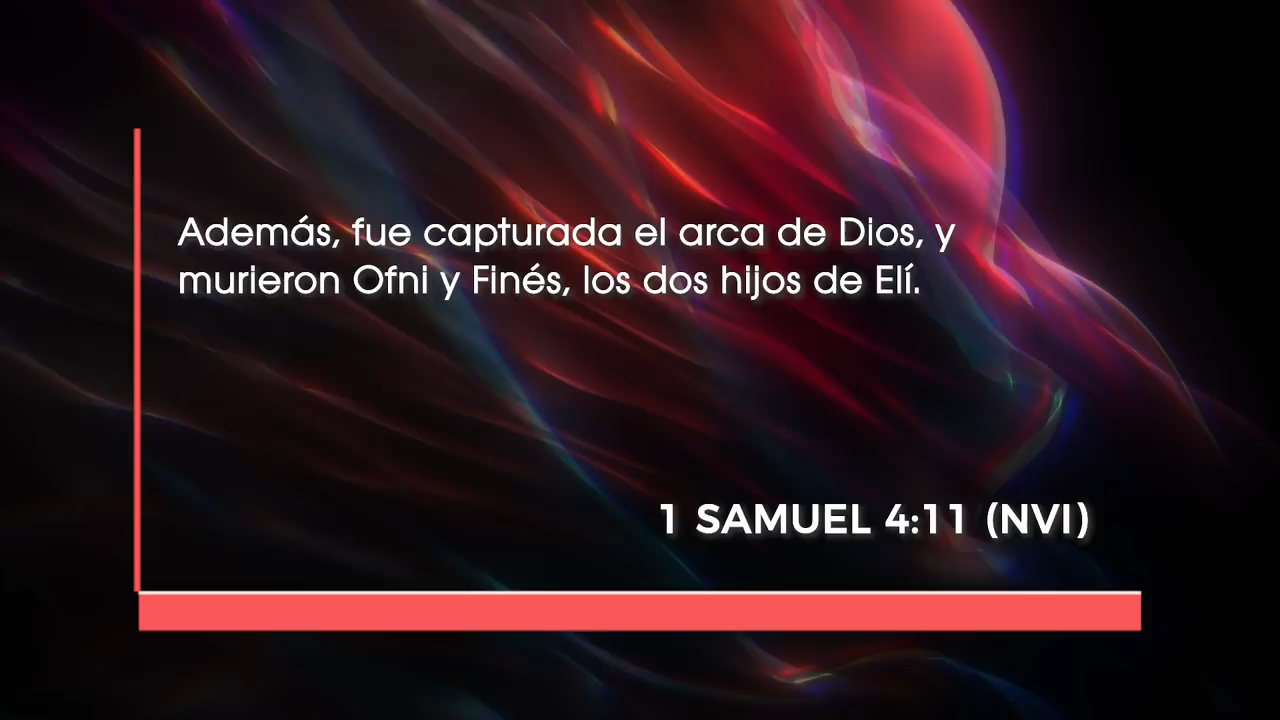 Además, fue capturada el arca de Dios, y
murieron Ofni y Finés, los dos hijos de Elí.
1 SAMUEL 4:11 (NVI)